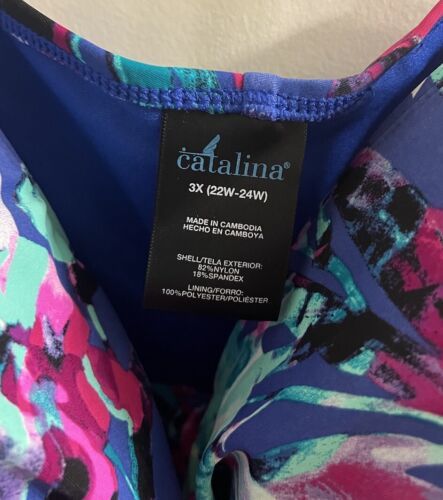 catalina®
3X (22W-24W)
MADE IN CAMBODIA
HECHO EN CAMBOYA
SHELL/TELA EXTERIOR:
82%NYLON
18%SPANDEX
LINING/FORRO:
100%POLYESTER/POLIÉSTER